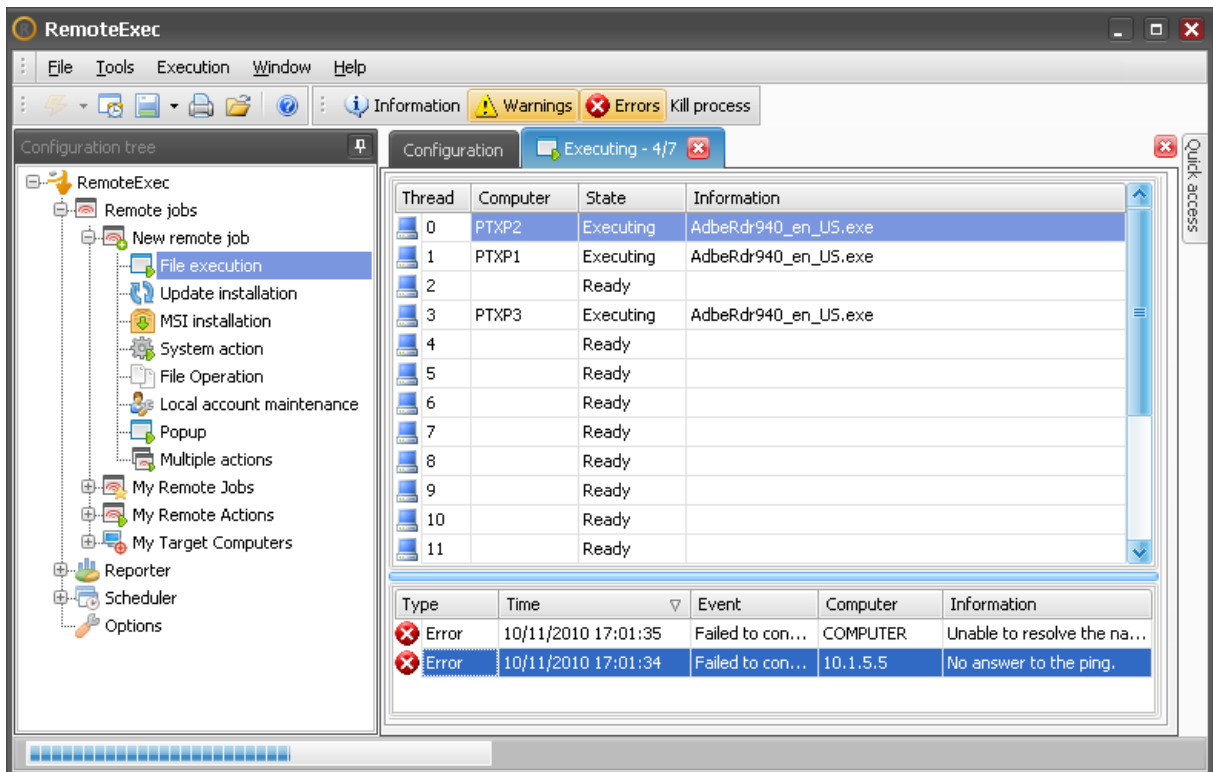 RemoteExec
File Tools Execution Window Help
Information Warnings Errors Kill process
Configuration tree
RemoteExec
Remote jobs
New remote job
File execution
Update installation
MSI installation
System action
File Operation
Local account maintenance
Popup
Multiple actions
My Remote Jobs
My Remote Actions
My Target Computers
Reporter
Scheduler
Options
Configuration Executing - 4/7
Thread Computer State Information
0 PTXP2 Executing AdbeRdr940_en_US.exe
1 PTXP1 Executing AdbeRdr940_en_US.exe
2 Ready
3 PTXP3 Executing AdbeRdr940_en_US.exe
4 Ready
5 Ready
6 Ready
7 Ready
8 Ready
9 Ready
10 Ready
11 Ready
Type Time Event Computer Information
Error 10/11/2010 17:01:35 Failed to con... COMPUTER Unable to resolve the na...
Error 10/11/2010 17:01:34 Failed to con... 10.1.5.5 No answer to the ping.
Quick access